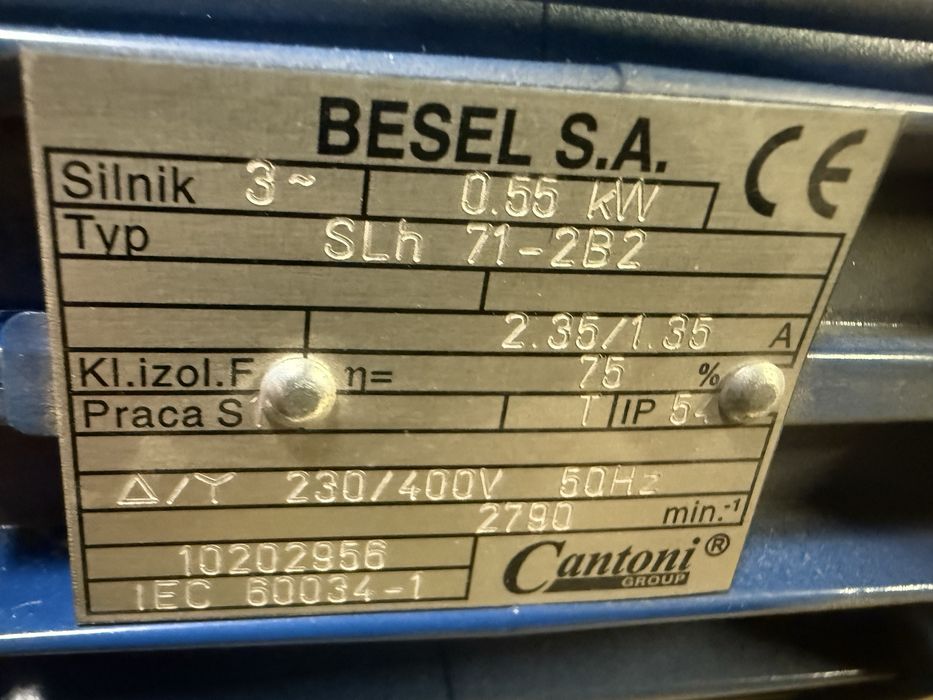 BESEL S.A.
CE
Silnik 3~ 0.55 kW
Typ SLh 71-2B2
2.35/1.35 A
Kl.izol.F η= 75 %
Praca S1 T IP 54
Δ/Y 230/400V 50Hz
2790 min.-1
10202956
IEC 60034-1
Cantoni®
GROUP